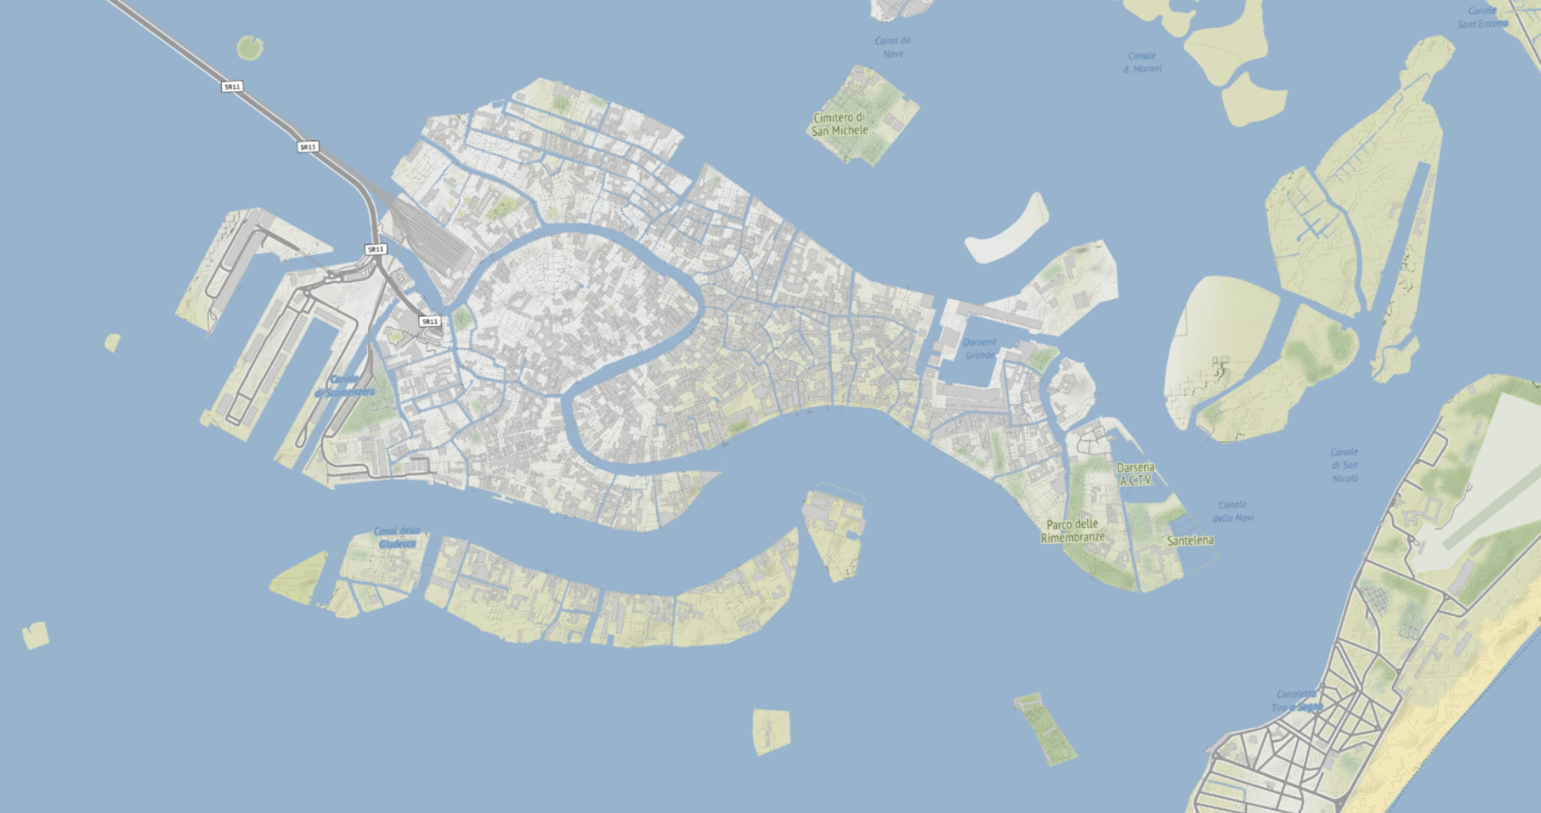 Canale
Sant'Erasmo
Canal da
Nave
Canale
d. Marani
SR11
Cimitero di
San Michele
SR11
SR11
SR11
Darsena
Grande
Canale
di Scomenzera
Canale
di San
Nicolò
Darsena
A.C.T.V.
Canale
delle Navi
Parco delle
Rimembranze
Santelena
Canal della
Giudecca
Canaletto
Tiro a Segno